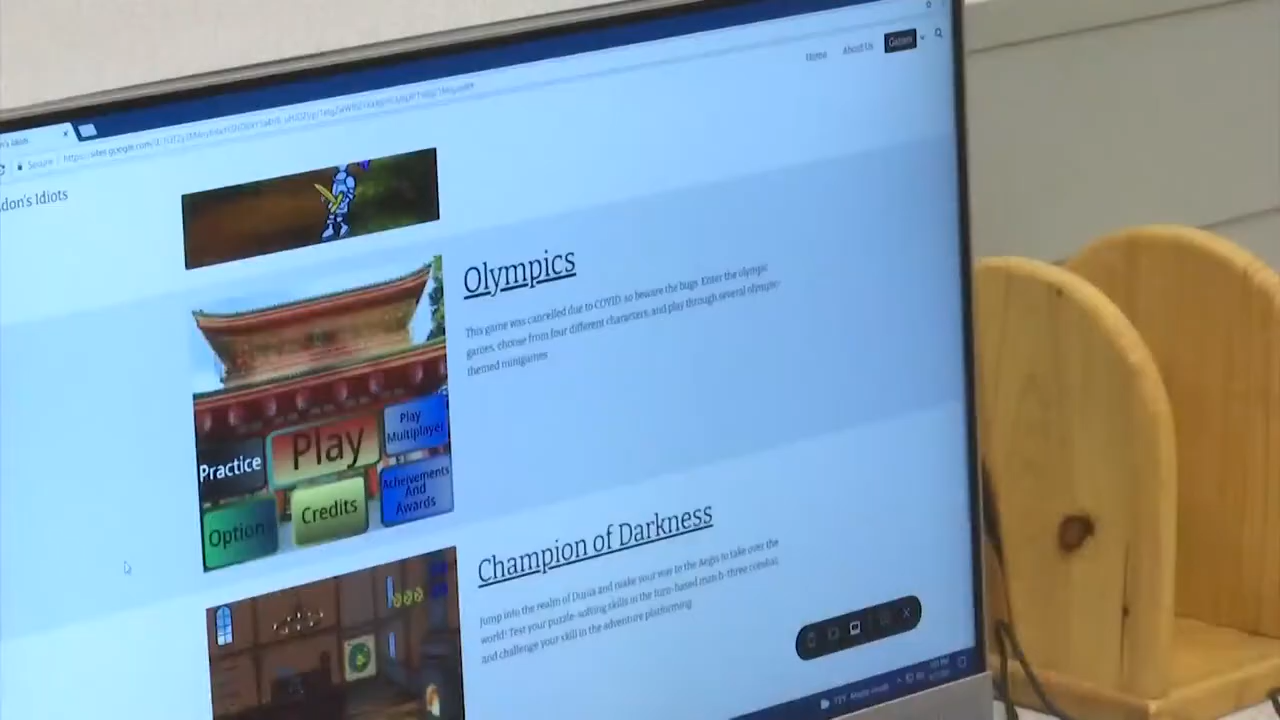 Home About Us Games
Secure
don's Idiots
Olympics
This game was cancelled due to COVID, so beware the bugs. Enter the olympic
games, choose from four different characters, and play through several olympic-
themed minigames
Play
Multiplayer
Play
Practice
Acheivements
And
Awards
Credits
Option
Champion of Darkness
Jump into the realm of and make your way to the Aegis to take over the
world! Test your puzzle-solving skills in the turn-based match-three combat,
and challenge your skill in the adventure platforming